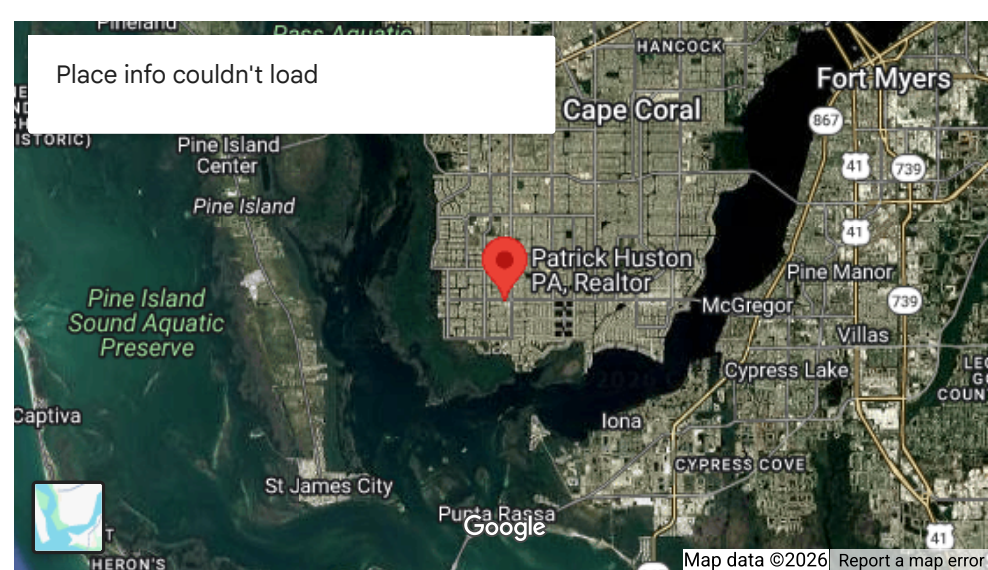 Pineland
Pass Aquatic
HANCOCK
Place info couldn't load
Fort Myers
Cape Coral
867
ISTORIC)
Pine Island
Center
41
739
Pine Island
41
Patrick Huston
PA, Realtor
Pine Manor
Pine Island
Sound Aquatic
Preserve
McGregor
739
Villas
Cypress Lake
Captiva
Iona
CYPRESS COVE
St James City
Punta Rassa
Google
41
HERON'S
Map data ©2026
Report a map error